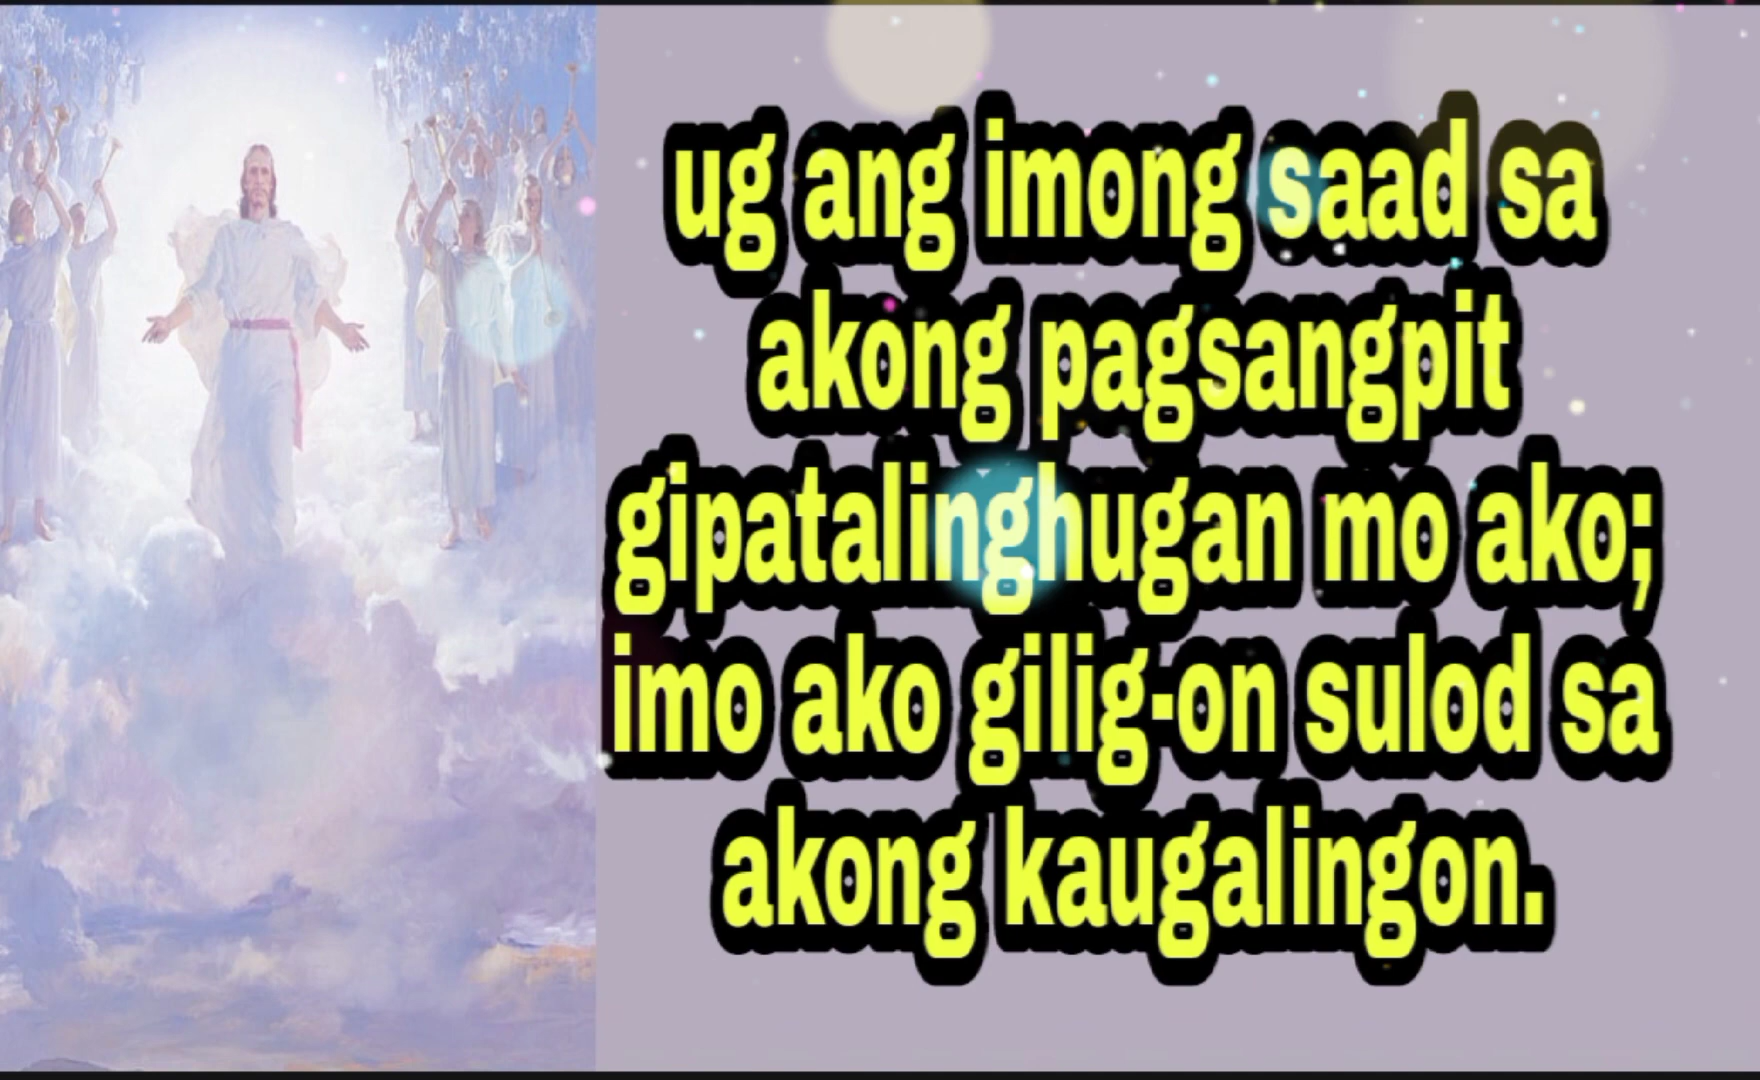 ug ang imong saad sa
akong pagsangpit
gipatalinghugan mo ako;
imo ako gilig-on sulod sa
akong kaugalingon.